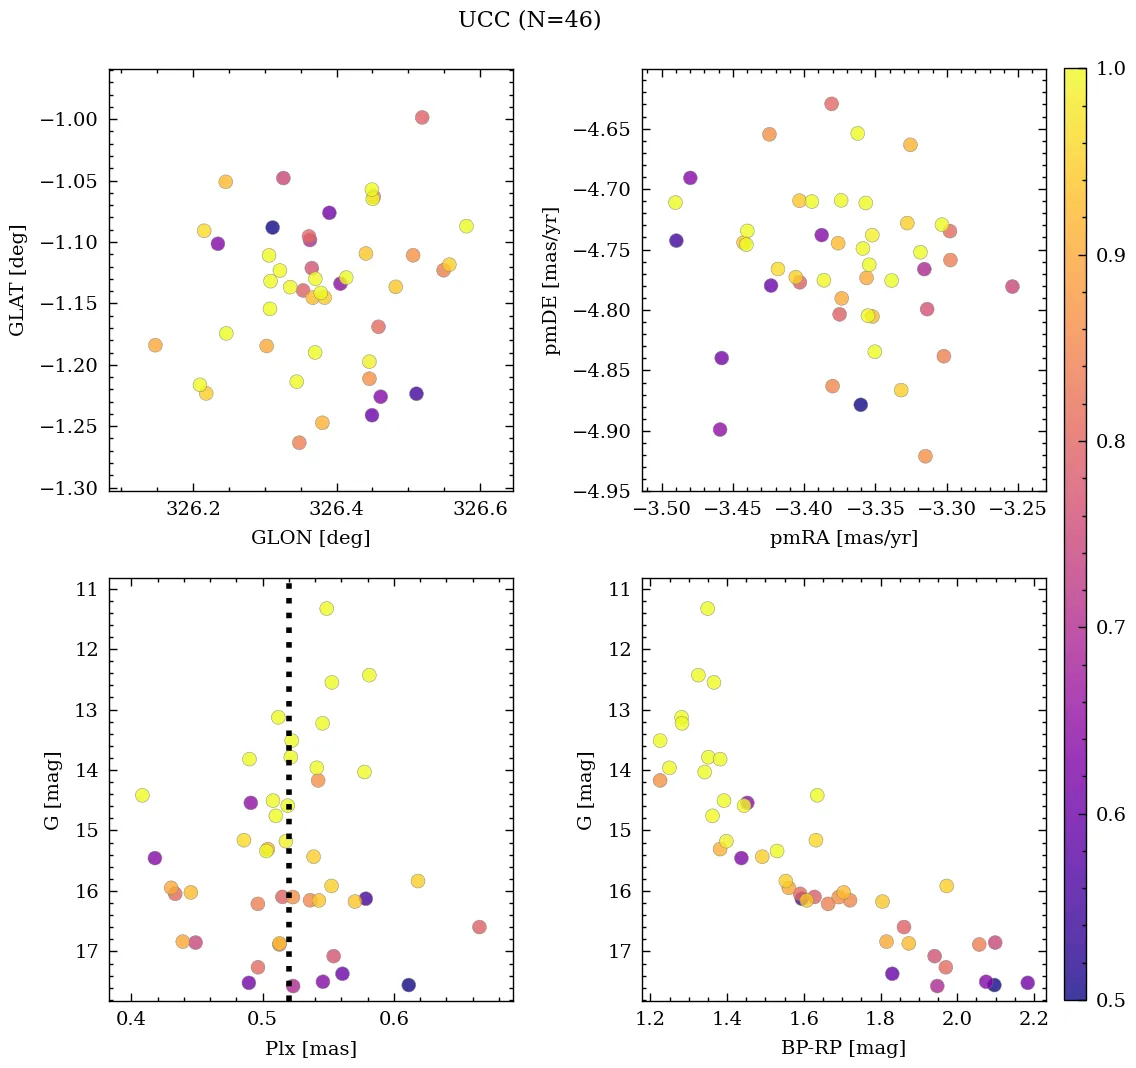 UCC (N=46)
−1.00
−1.05
−1.10
−1.15
−1.20
−1.25
−1.30
GLAT [deg]
326.2 326.4 326.6
GLON [deg]
−4.65
−4.70
−4.75
−4.80
−4.85
−4.90
−4.95
pmDE [mas/yr]
−3.50 −3.45 −3.40 −3.35 −3.30 −3.25
pmRA [mas/yr]
1.0
0.9
0.8
0.7
0.6
0.5
11
12
13
14
15
16
17
G [mag]
0.4 0.5 0.6
Plx [mas]
11
12
13
14
15
16
17
G [mag]
1.2 1.4 1.6 1.8 2.0 2.2
BP-RP [mag]